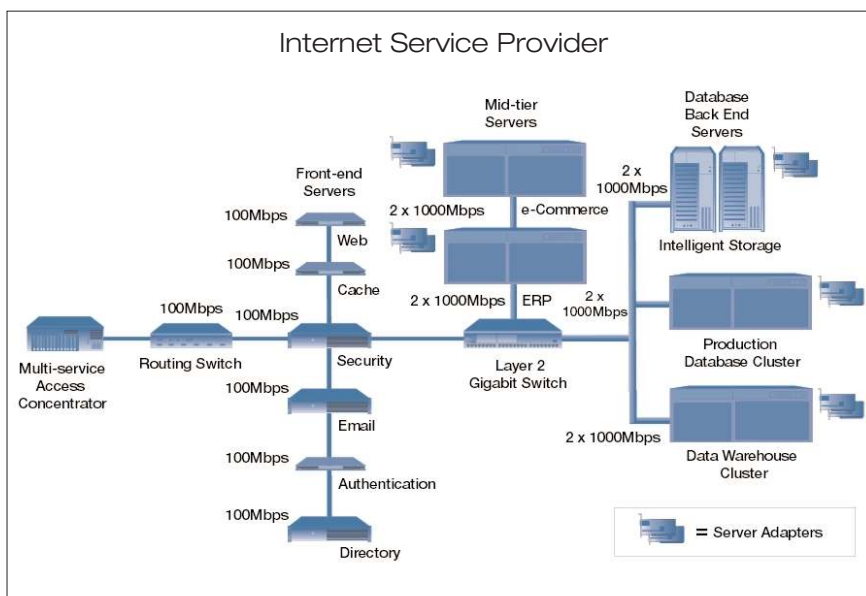 Internet Service Provider
Mid-tier
Servers
Database
Back End
Servers
Front-end
Servers
2 x
1000Mbps
100Mbps
2 x 1000Mbps
e-Commerce
Web
Intelligent Storage
100Mbps
Cache
2 x 1000Mbps
ERP
2 x
1000Mbps
100Mbps
100Mbps
Routing Switch
Security
Layer 2
Gigabit Switch
Production
Database Cluster
Multi-service
Access
Concentrator
100Mbps
Email
2 x 1000Mbps
Data Warehouse
Cluster
100Mbps
Authentication
100Mbps
Directory
= Server Adapters